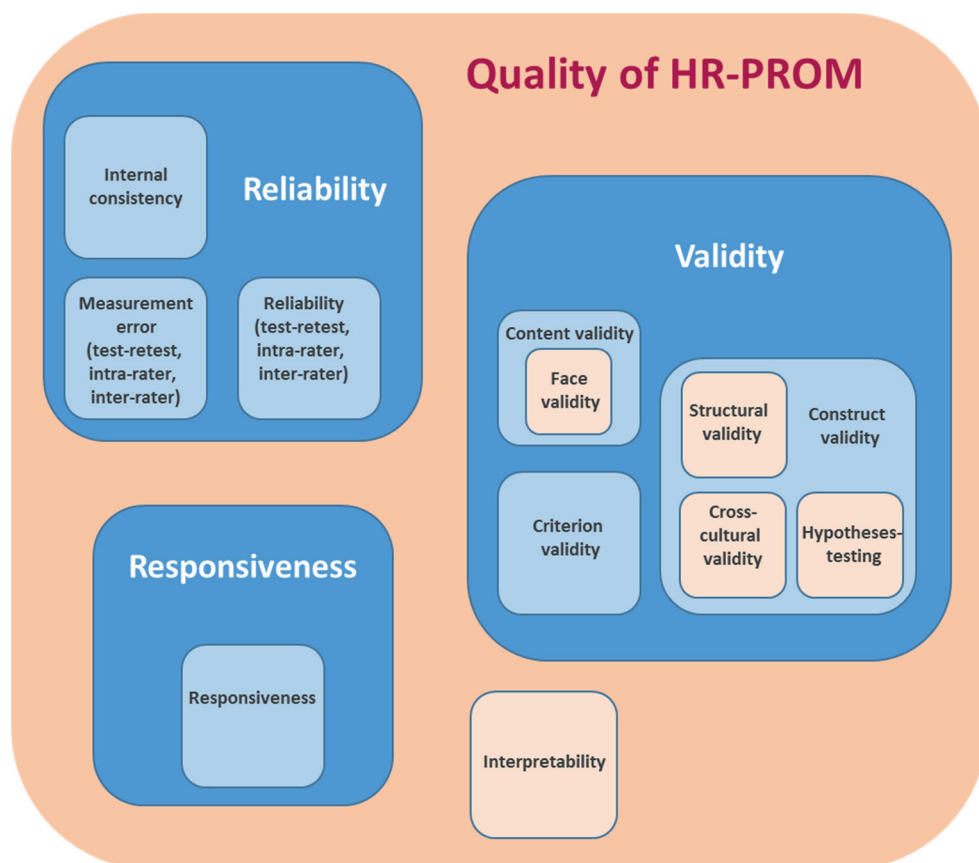 Quality of HR-PROM
Reliability
Internal
consistency
Measurement
error
(test-retest,
intra-rater,
inter-rater)
Reliability
(test-retest,
intra-rater,
inter-rater)
Validity
Content validity
Face
validity
Criterion
validity
Construct
validity
Structural
validity
Cross-
cultural
validity
Hypotheses-
testing
Responsiveness
Responsiveness
Interpretability